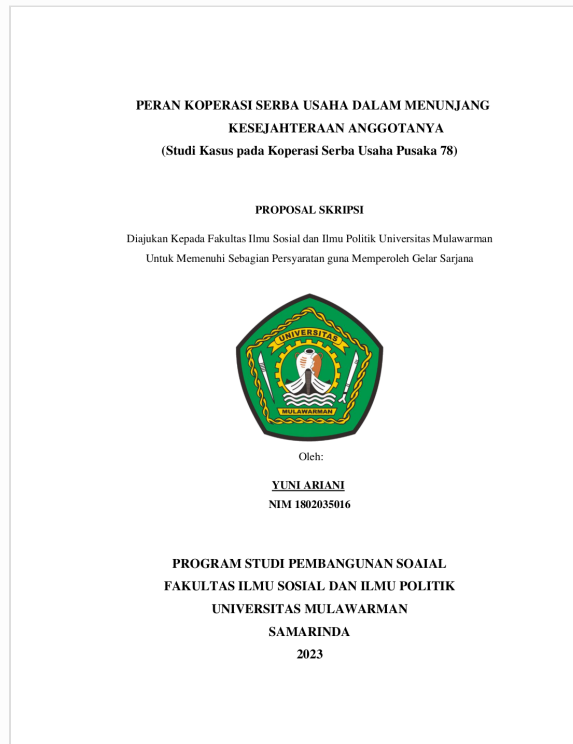 PERAN KOPERASI SERBA USAHA DALAM MENUNJANG
KESEJAHTERAAN ANGGOTANYA
(Studi Kasus pada Koperasi Serba Usaha Pusaka 78)
PROPOSAL SKRIPSI
Diajukan Kepada Fakultas Ilmu Sosial dan Ilmu Politik Universitas Mulawarman
Untuk Memenuhi Sebagian Persyaratan guna Memperoleh Gelar Sarjana
UNIVERSITAS
MULAWARMAN
Oleh:
YUNI ARIANI
NIM 1802035016
PROGRAM STUDI PEMBANGUNAN SOAIAL
FAKULTAS ILMU SOSIAL DAN ILMU POLITIK
UNIVERSITAS MULAWARMAN
SAMARINDA
2023